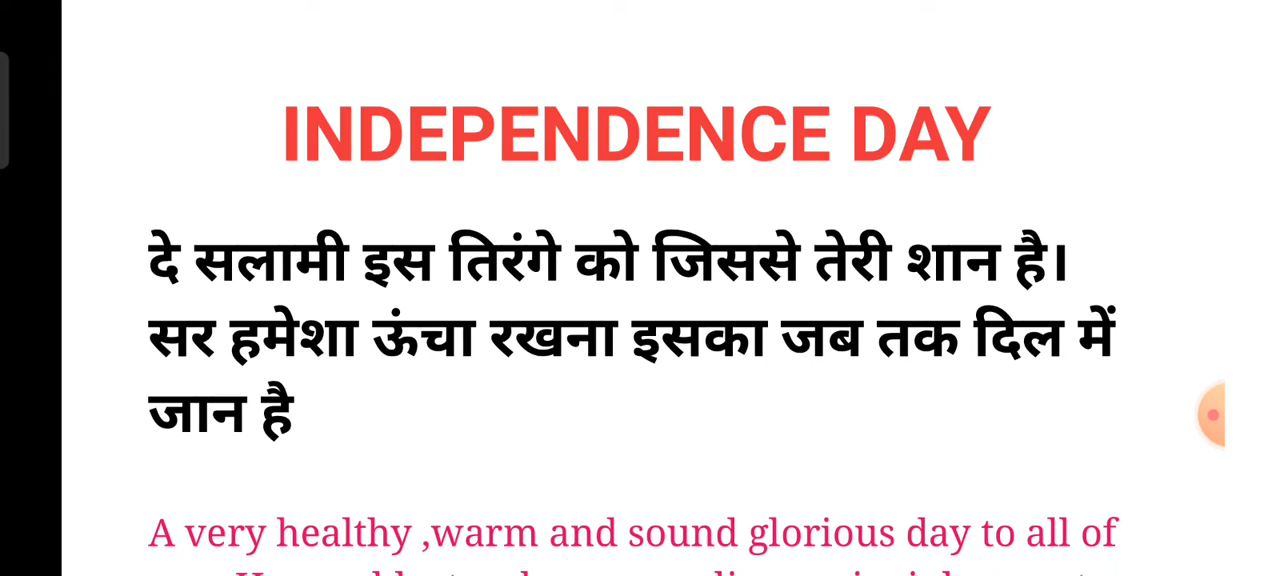 INDEPENDENCE DAY
दे सलामी इस तिरंगे को जिससे तेरी शान है।
सर हमेशा ऊंचा रखना इसका जब तक दिल में
जान है
A very healthy ,warm and sound glorious day to all of